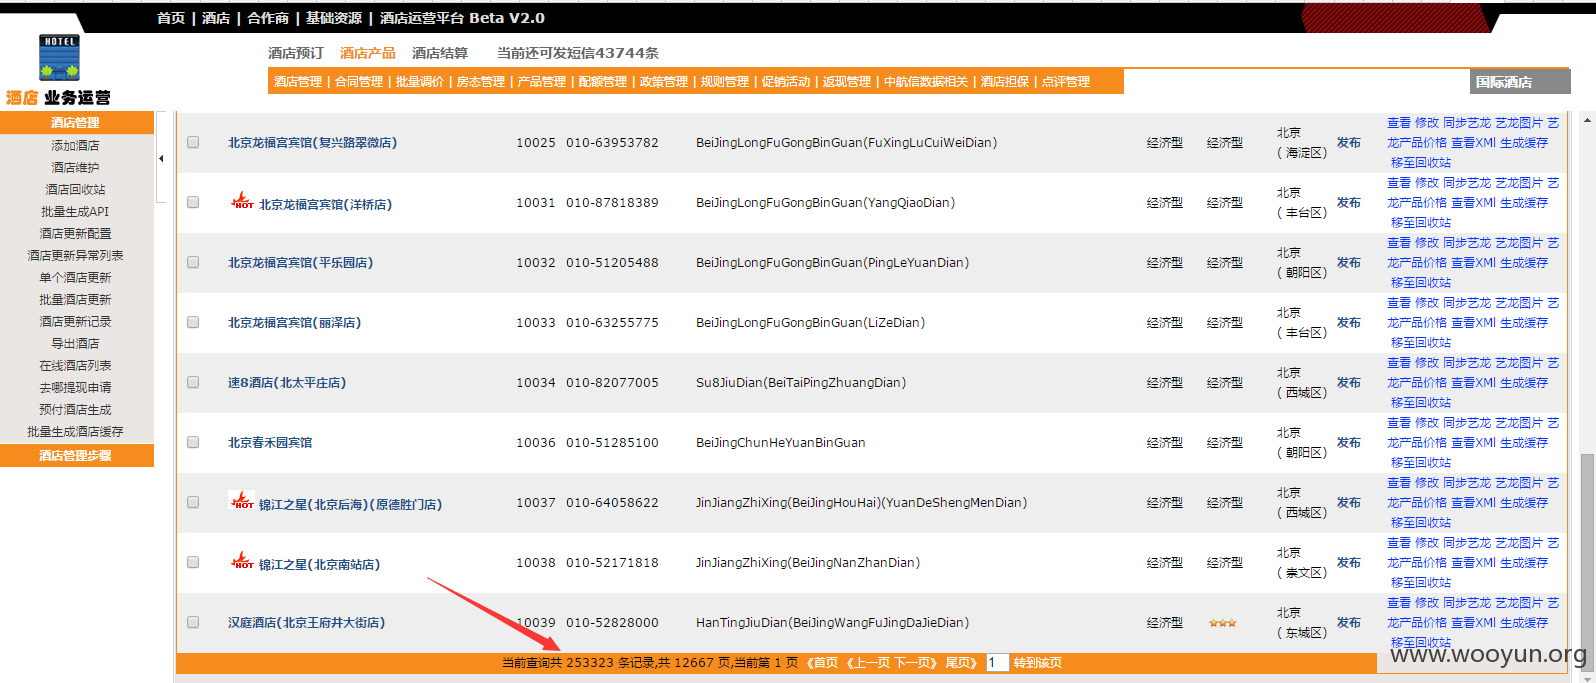 首页 | 酒店 | 合作商 | 基础资源 | 酒店运营平台 Beta V2.0
HOTEL
酒店 业务运营
酒店预订 酒店产品 酒店结算 当前还可发短信43744条
酒店管理 | 合同管理 | 批量调价 | 房态管理 | 产品管理 | 配额管理 | 政策管理 | 规则管理 | 促销活动 | 返现管理 | 中航信数据相关 | 酒店担保 | 点评管理
国际酒店
酒店管理
添加酒店
酒店维护
酒店回收站
批量生成API
酒店更新配置
酒店更新异常列表
单个酒店更新
批量酒店更新
酒店更新记录
导出酒店
在线酒店列表
去哪提现申请
预付酒店生成
批量生成酒店缓存
酒店管理步骤
北京龙福宫宾馆(复兴路翠微店) 10025 010-63953782 BeiJingLongFuGongBinGuan(FuXingLuCuiWeiDian) 经济型 经济型 北京 ( 海淀区) 发布 查看 修改 同步艺龙 艺龙图片 艺龙产品价格 查看XMl 生成缓存 移至回收站
HOT 北京龙福宫宾馆(洋桥店) 10031 010-87818389 BeiJingLongFuGongBinGuan(YangQiaoDian) 经济型 经济型 北京 ( 丰台区) 发布 查看 修改 同步艺龙 艺龙图片 艺龙产品价格 查看XMl 生成缓存 移至回收站
北京龙福宫宾馆(平乐园店) 10032 010-51205488 BeiJingLongFuGongBinGuan(PingLeYuanDian) 经济型 经济型 北京 ( 朝阳区) 发布 查看 修改 同步艺龙 艺龙图片 艺龙产品价格 查看XMl 生成缓存 移至回收站
北京龙福宫宾馆(丽泽店) 10033 010-63255775 BeiJingLongFuGongBinGuan(LiZeDian) 经济型 经济型 北京 ( 丰台区) 发布 查看 修改 同步艺龙 艺龙图片 艺龙产品价格 查看XMl 生成缓存 移至回收站
速8酒店(北太平庄店) 10034 010-82077005 Su8JiuDian(BeiTaiPingZhuangDian) 经济型 经济型 北京 ( 西城区) 发布 查看 修改 同步艺龙 艺龙图片 艺龙产品价格 查看XMl 生成缓存 移至回收站
北京春禾园宾馆 10036 010-51285100 BeiJingChunHeYuanBinGuan 经济型 经济型 北京 ( 朝阳区) 发布 查看 修改 同步艺龙 艺龙图片 艺龙产品价格 查看XMl 生成缓存 移至回收站
HOT 锦江之星(北京后海)(原德胜门店) 10037 010-64058622 JinJiangZhiXing(BeiJingHouHai)(YuanDeShengMenDian) 经济型 经济型 北京 ( 西城区) 发布 查看 修改 同步艺龙 艺龙图片 艺龙产品价格 查看XMl 生成缓存 移至回收站
HOT 锦江之星(北京南站店) 10038 010-52171818 JinJiangZhiXing(BeiJingNanZhanDian) 经济型 经济型 北京 ( 崇文区) 发布 查看 修改 同步艺龙 艺龙图片 艺龙产品价格 查看XMl 生成缓存 移至回收站
汉庭酒店(北京王府井大街店) 10039 010-52828000 HanTingJiuDian(BeiJingWangFuJingDaJieDian) 经济型 北京 ( 东城区) 发布 查看 修改 同步艺龙 艺龙图片 艺龙产品价格 查看XMl 生成缓存 移至回收站
当前查询共 253323 条记录,共 12667 页,当前第 1 页 《首页 《上一页 下一页》 尾页》 1 转到该页
www.wooyun.org